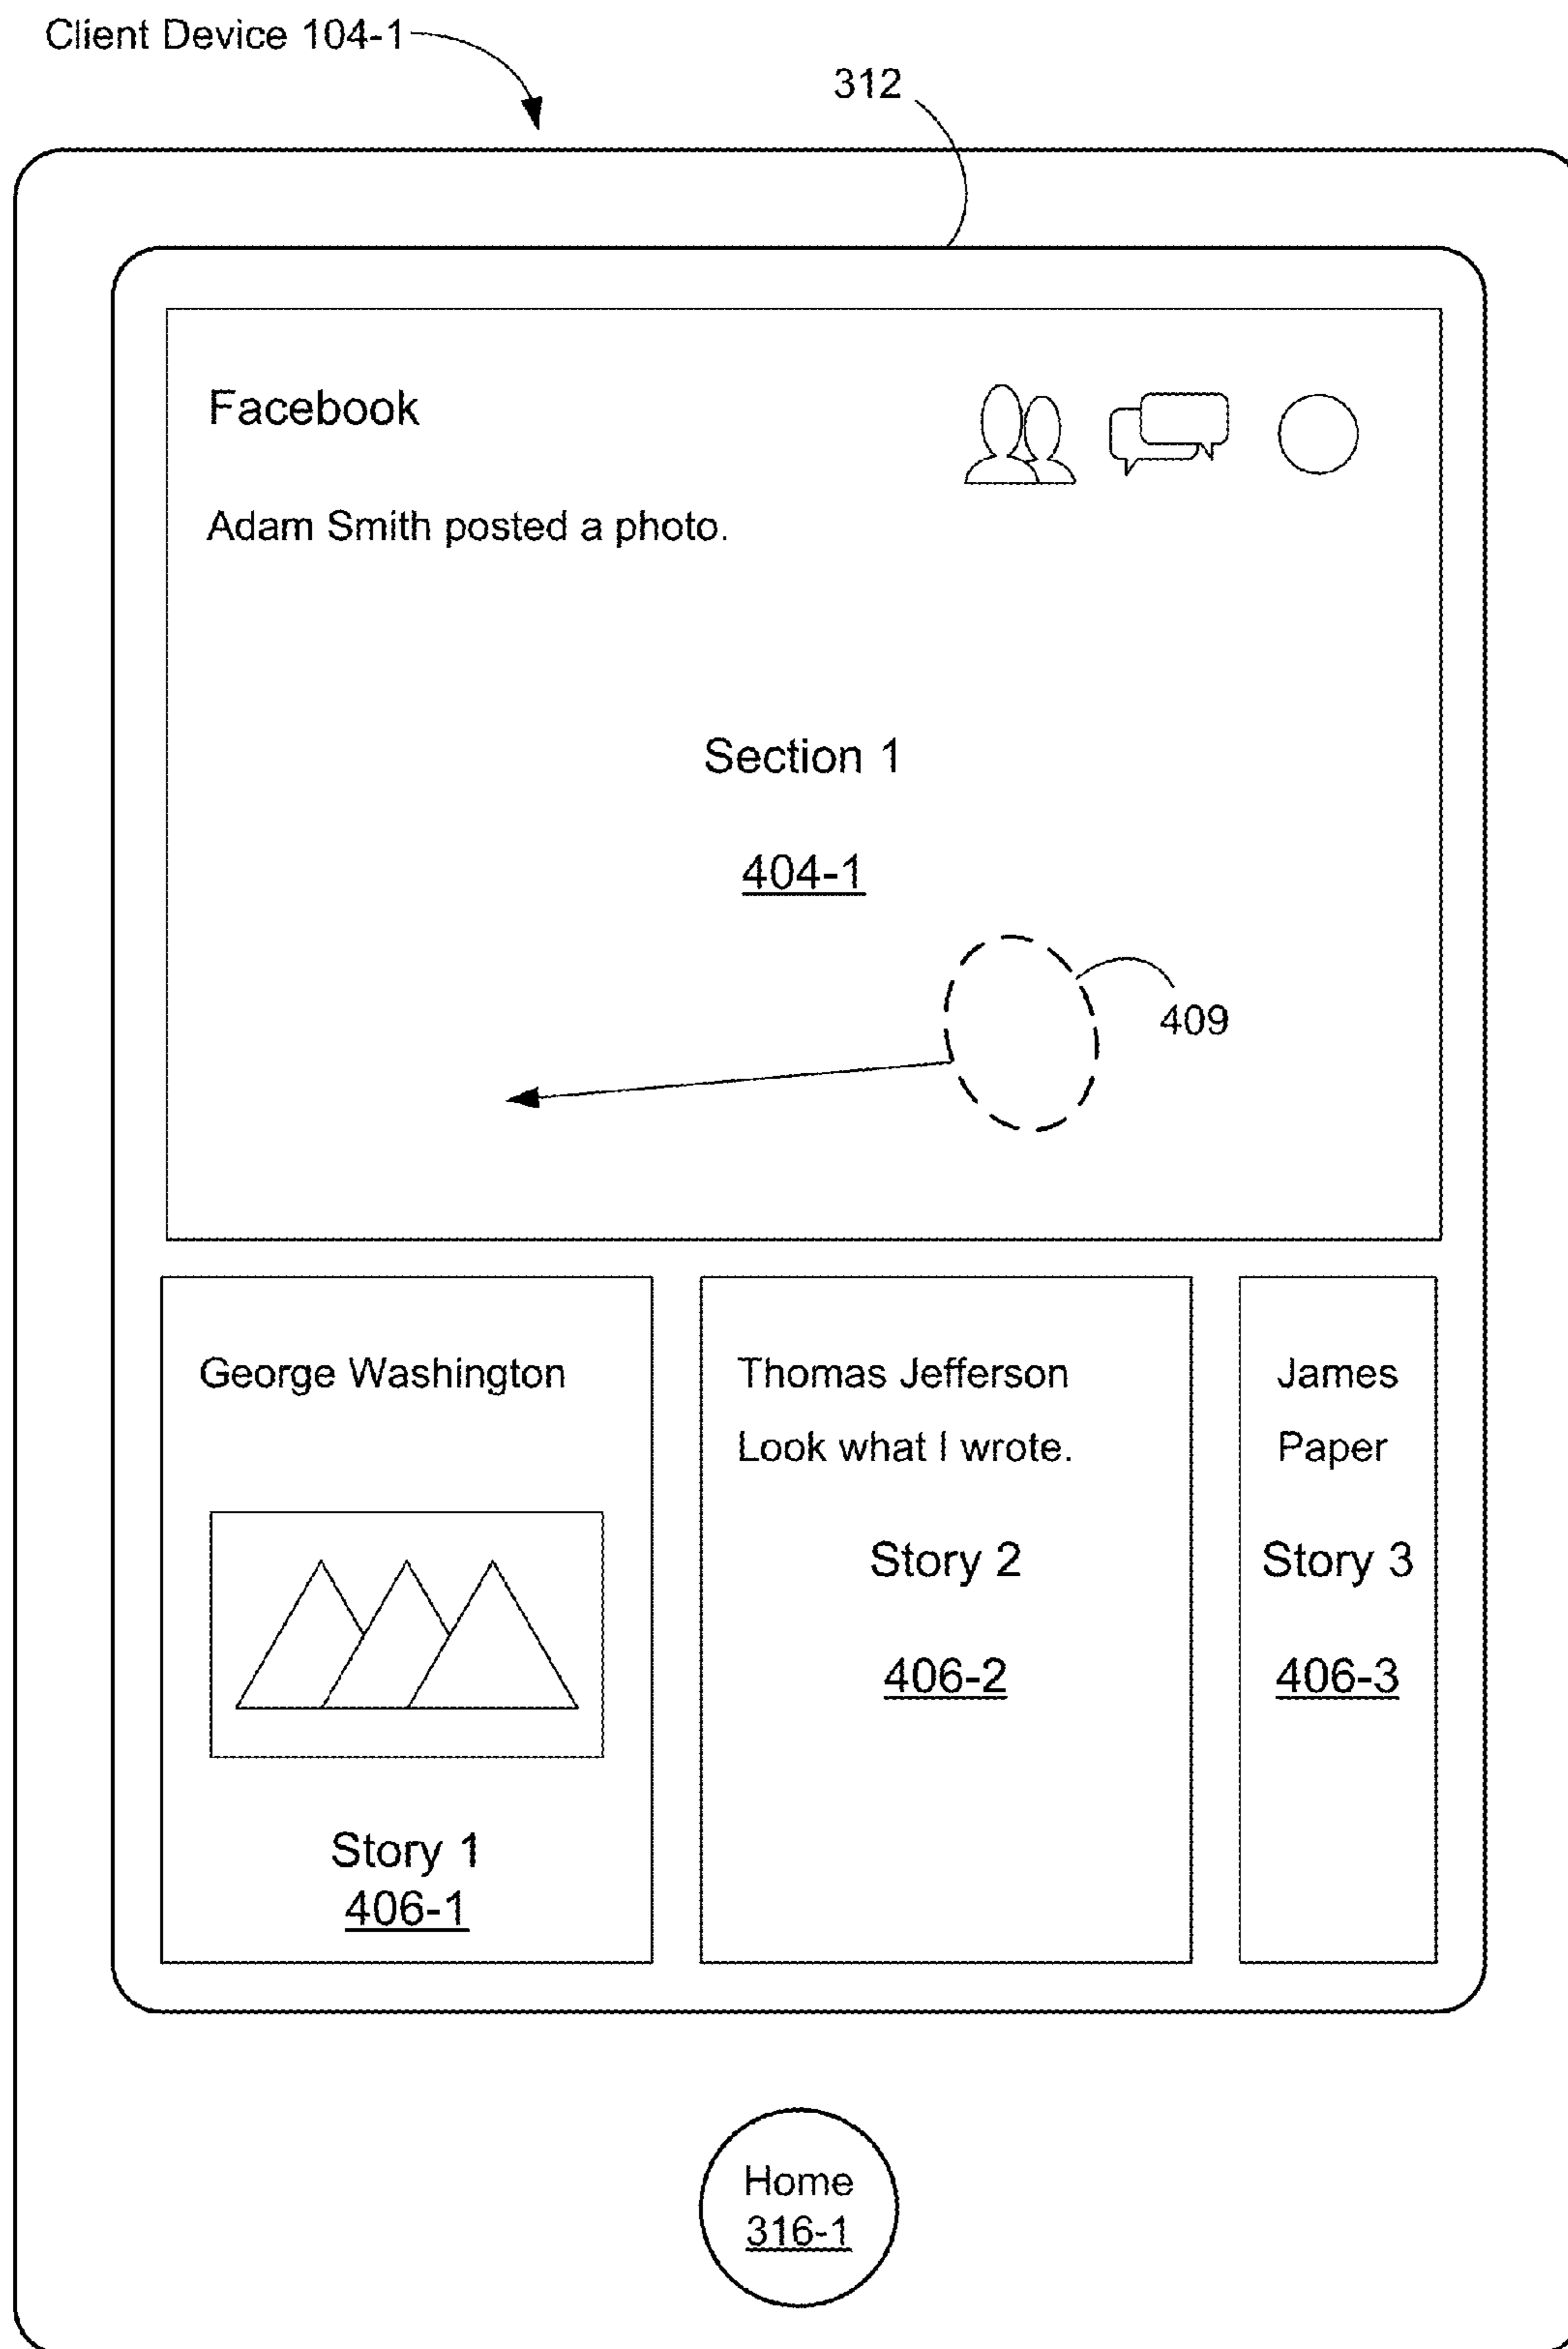 Client Device 104-1
312
Facebook
Adam Smith posted a photo.
Section 1
404-1
409
George Washington
Story 1
406-1
Thomas Jefferson
Look what I wrote.
Story 2
406-2
James
Paper
Story 3
406-3
Home
316-1